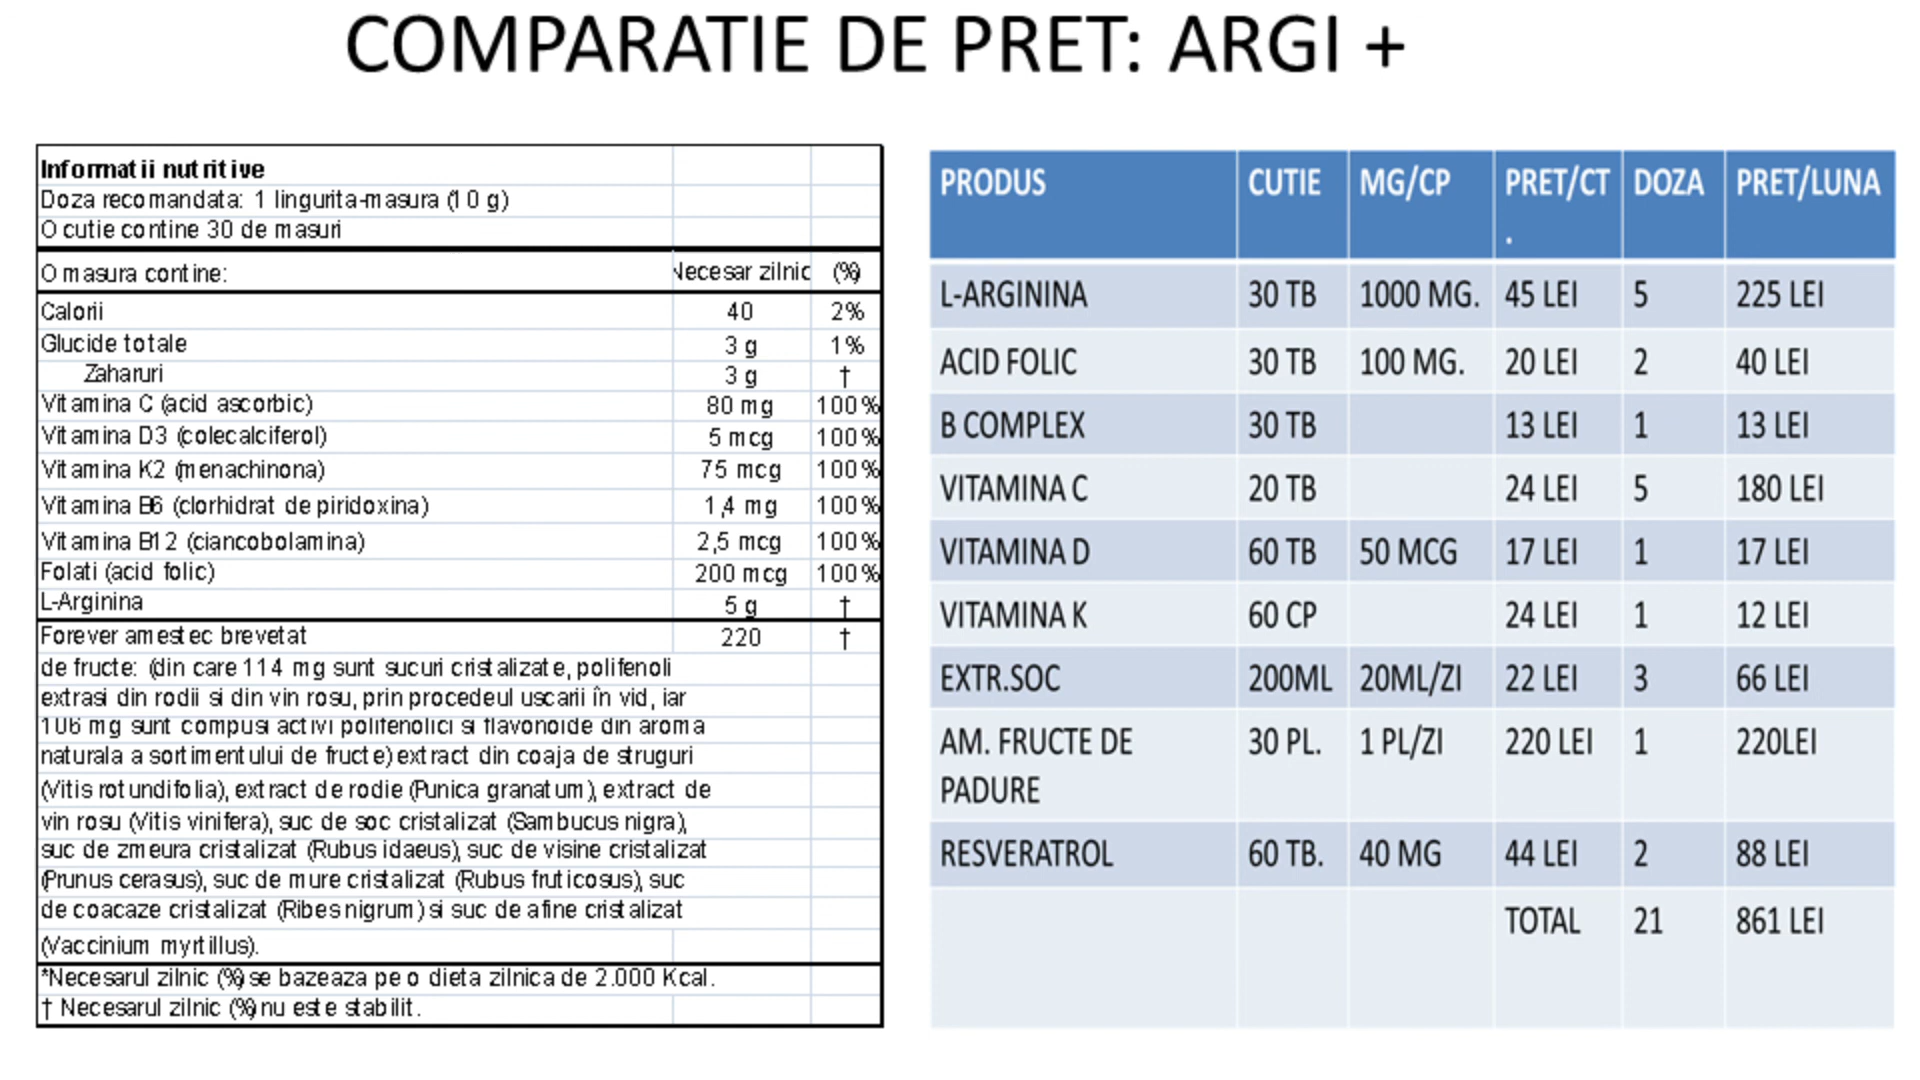 COMPARATIE DE PRET: ARGI +
Informatii nutritive
Doza recomandata: 1 lingurita-masura (10 g)
O cutie contine 30 de masuri
O masura contine: Necesar zilnic (%)
Calorii 40 2%
Glucide totale 3 g 1%
Zaharuri 3 g †
Vitamina C (acid ascorbic) 80 mg 100%
Vitamina D3 (colecalciferol) 5 mcg 100%
Vitamina K2 (menachinona) 75 mcg 100%
Vitamina B6 (clorhidrat de piridoxina) 1,4 mg 100%
Vitamina B12 (ciancobolamina) 2,5 mcg 100%
Folati (acid folic) 200 mcg 100%
L-Arginina 5 g †
Forever amestec brevetat 220 †
de fructe: (din care 114 mg sunt sucuri cristalizate, polifenoli
extrasi din rodii si din vin rosu, prin procedeul uscarii în vid, iar
106 mg sunt compusi activi polifenolici si flavonoide din aroma
naturala a sortimentului de fructe) extract din coaja de struguri
(Vitis rotundifolia), extract de rodie (Punica granatum), extract de
vin rosu (Vitis vinifera), suc de soc cristalizat (Sambucus nigra),
suc de zmeura cristalizat (Rubus idaeus), suc de visine cristalizat
(Prunus cerasus), suc de mure cristalizat (Rubus fruticosus), suc
de coacaze cristalizat (Ribes nigrum) si suc de afine cristalizat
(Vaccinium myrtillus).
*Necesarul zilnic (%) se bazeaza pe o dieta zilnica de 2.000 Kcal.
† Necesarul zilnic (%) nu este stabilit.
PRODUS CUTIE MG/CP PRET/CT DOZA PRET/LUNA
.
L-ARGININA 30 TB 1000 MG. 45 LEI 5 225 LEI
ACID FOLIC 30 TB 100 MG. 20 LEI 2 40 LEI
B COMPLEX 30 TB 13 LEI 1 13 LEI
VITAMINA C 20 TB 24 LEI 5 180 LEI
VITAMINA D 60 TB 50 MCG 17 LEI 1 17 LEI
VITAMINA K 60 CP 24 LEI 1 12 LEI
EXTR.SOC 200ML 20ML/ZI 22 LEI 3 66 LEI
AM. FRUCTE DE 30 PL. 1 PL/ZI 220 LEI 1 220LEI
PADURE
RESVERATROL 60 TB. 40 MG 44 LEI 2 88 LEI
TOTAL 21 861 LEI